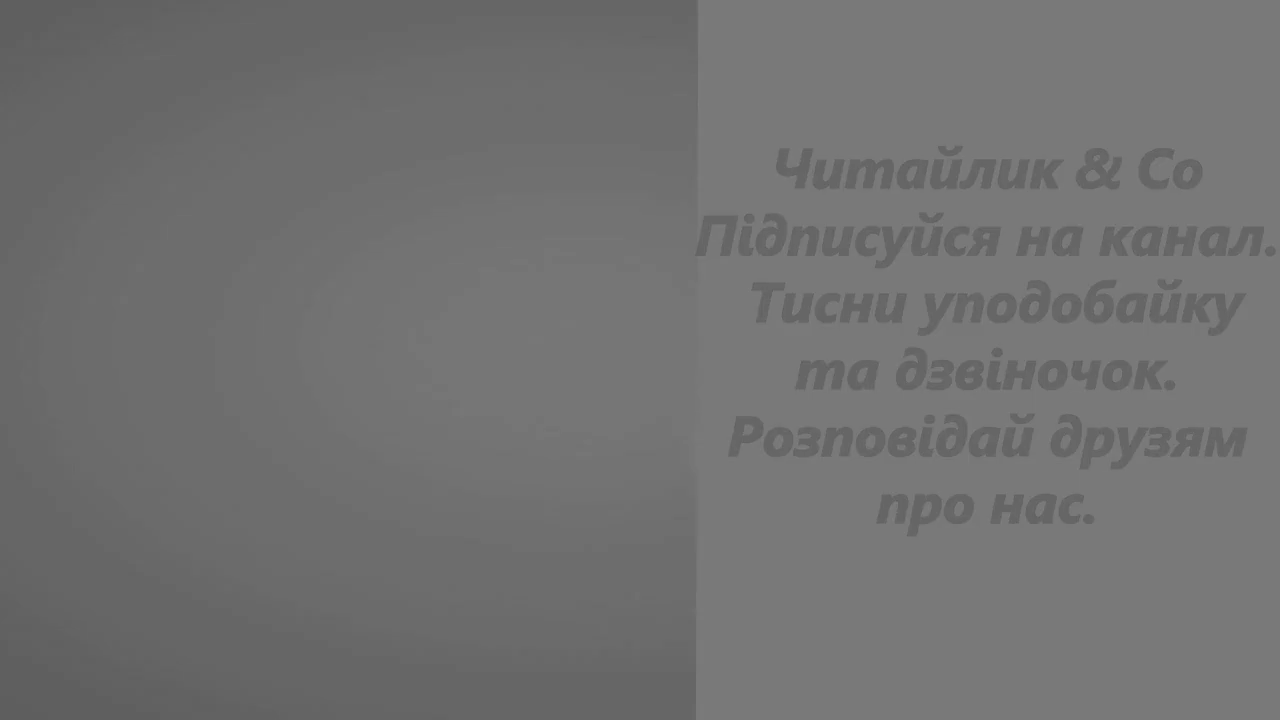 Читайлик & Co
Підписуйся на канал.
Тисни уподобайку
та дзвіночок.
Розповідай друзям
про нас.